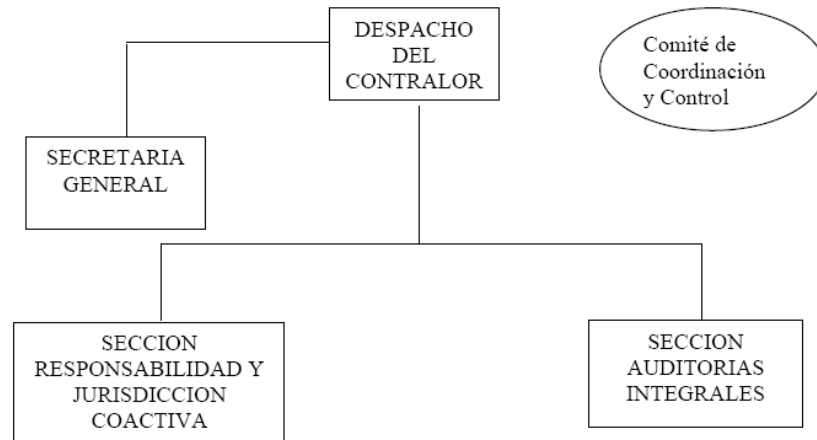 DESPACHO
DEL
CONTRALOR
Comité de
Coordinación
y Control
SECRETARIA
GENERAL
SECCION
RESPONSABILIDAD Y
JURISDICCION
COACTIVA
SECCION
AUDITORIAS
INTEGRALES